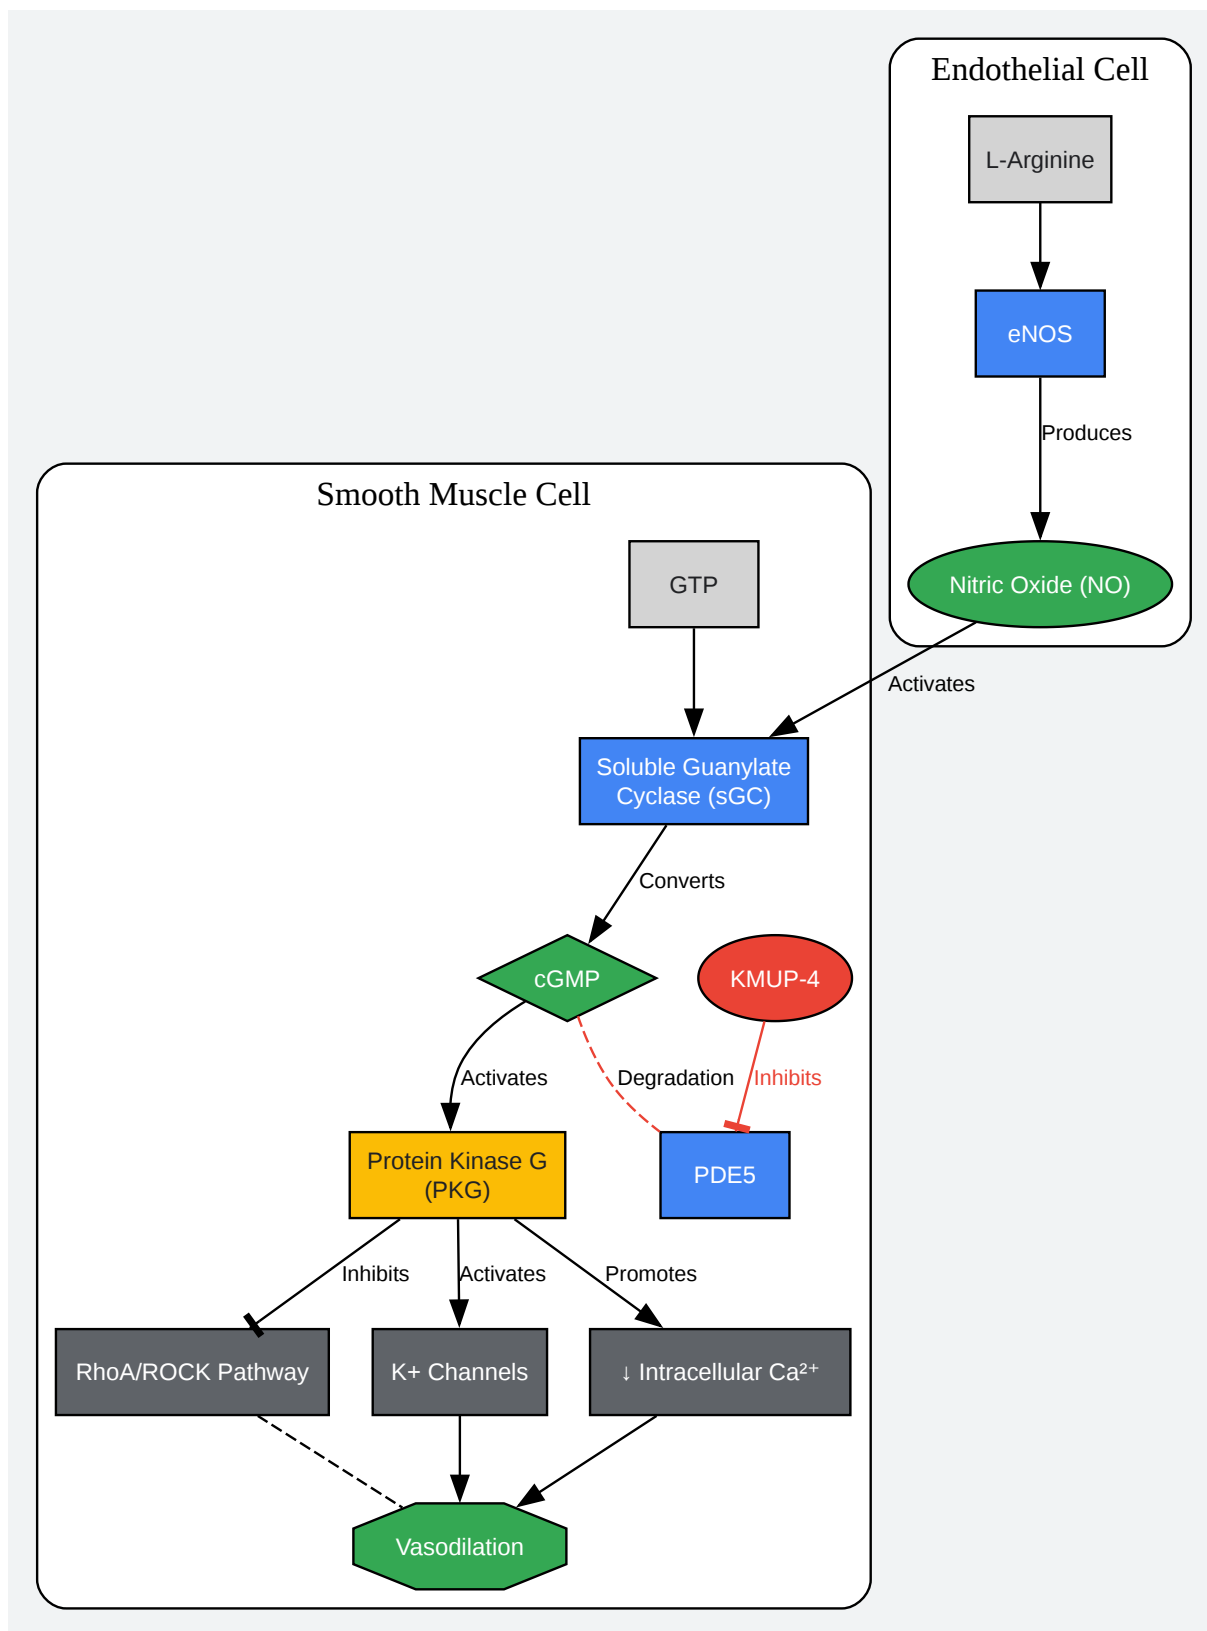 Endothelial Cell
L-Arginine
eNOS
Produces
Nitric Oxide (NO)
Activates
Smooth Muscle Cell
GTP
Soluble Guanylate
Cyclase (sGC)
Converts
cGMP
KMUP-4
Activates
Degradation
Inhibits
Protein Kinase G
(PKG)
PDE5
Inhibits
Activates
Promotes
RhoA/ROCK Pathway
K+ Channels
↓ Intracellular Ca²⁺
Vasodilation